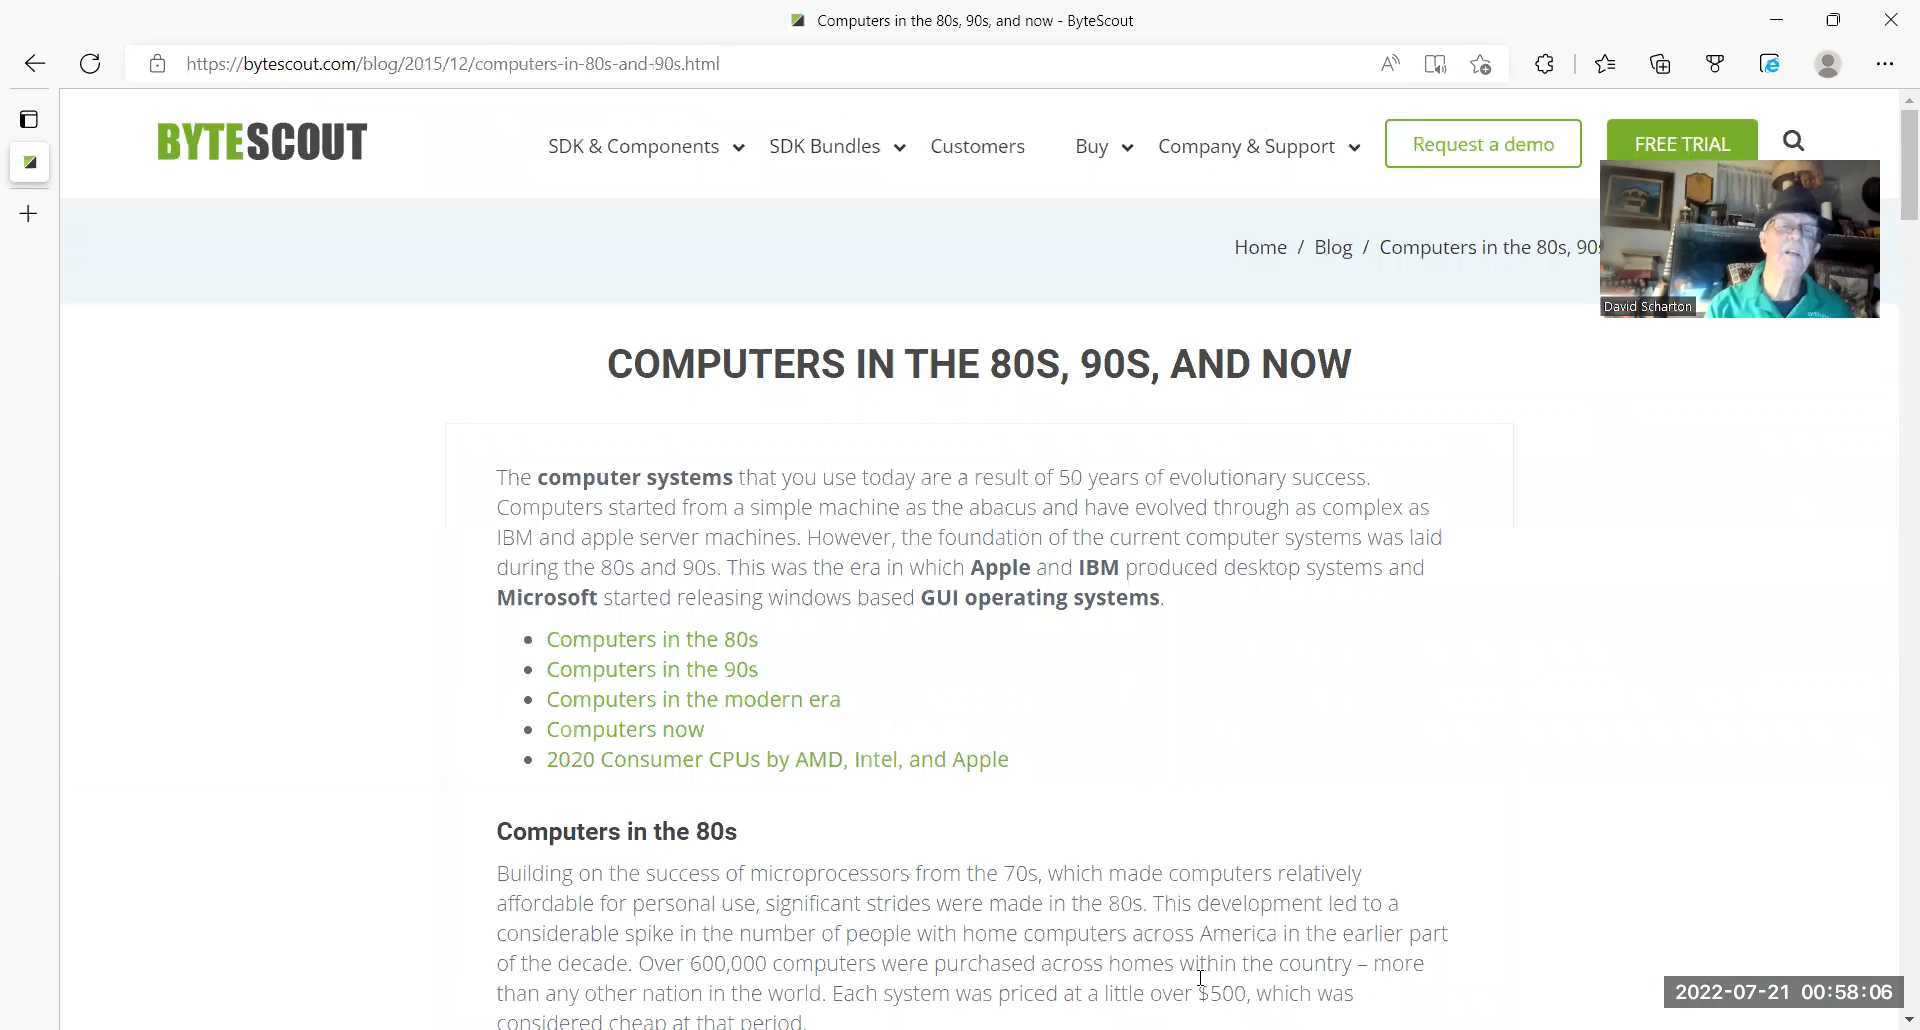 Computers in the 80s, 90s, and now - ByteScout
https://bytescout.com/blog/2015/12/computers-in-80s-and-90s.html
BYTESCOUT
SDK & Components
SDK Bundles
Customers
Buy
Company & Support
Request a demo
FREE TRIAL
Home / Blog / Computers in the 80s, 90s
David Scharton
COMPUTERS IN THE 80S, 90S, AND NOW
The computer systems that you use today are a result of 50 years of evolutionary success.
Computers started from a simple machine as the abacus and have evolved through as complex as
IBM and apple server machines. However, the foundation of the current computer systems was laid
during the 80s and 90s. This was the era in which Apple and IBM produced desktop systems and
Microsoft started releasing windows based GUI operating systems.
Computers in the 80s
Computers in the 90s
Computers in the modern era
Computers now
2020 Consumer CPUs by AMD, Intel, and Apple
Computers in the 80s
Building on the success of microprocessors from the 70s, which made computers relatively
affordable for personal use, significant strides were made in the 80s. This development led to a
considerable spike in the number of people with home computers across America in the earlier part
of the decade. Over 600,000 computers were purchased across homes within the country – more
than any other nation in the world. Each system was priced at a little over $500, which was
considered cheap at that period.
2022-07-21 00:58:06